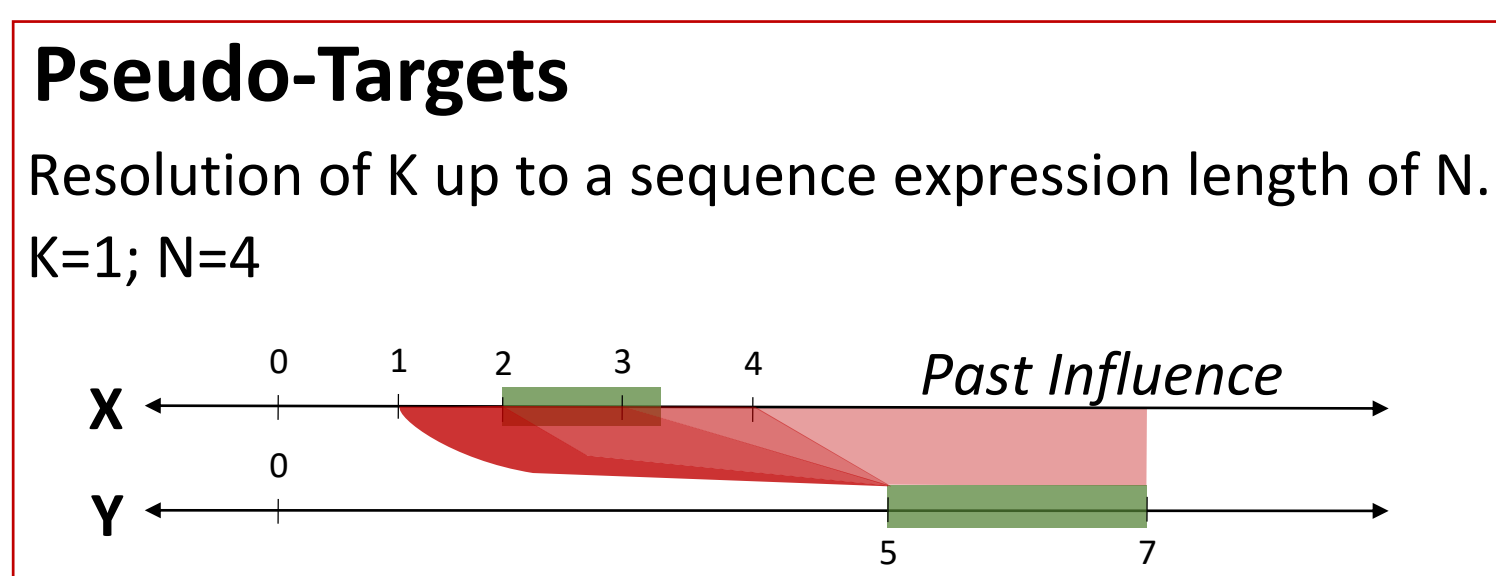 Pseudo-Targets
Resolution of K up to a sequence expression length of N.
K=1; N=4
0 1 2 3 4 Past Influence
X
0
Y
5 7